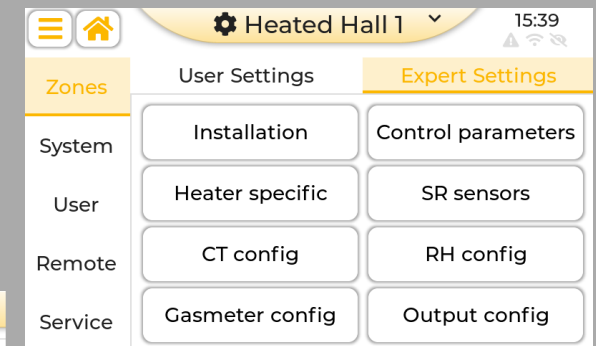 Heated Hall 1
15:39
Zones
User Settings
Expert Settings
System
Installation
Control parameters
User
Heater specific
SR sensors
Remote
CT config
RH config
Service
Gasmeter config
Output config